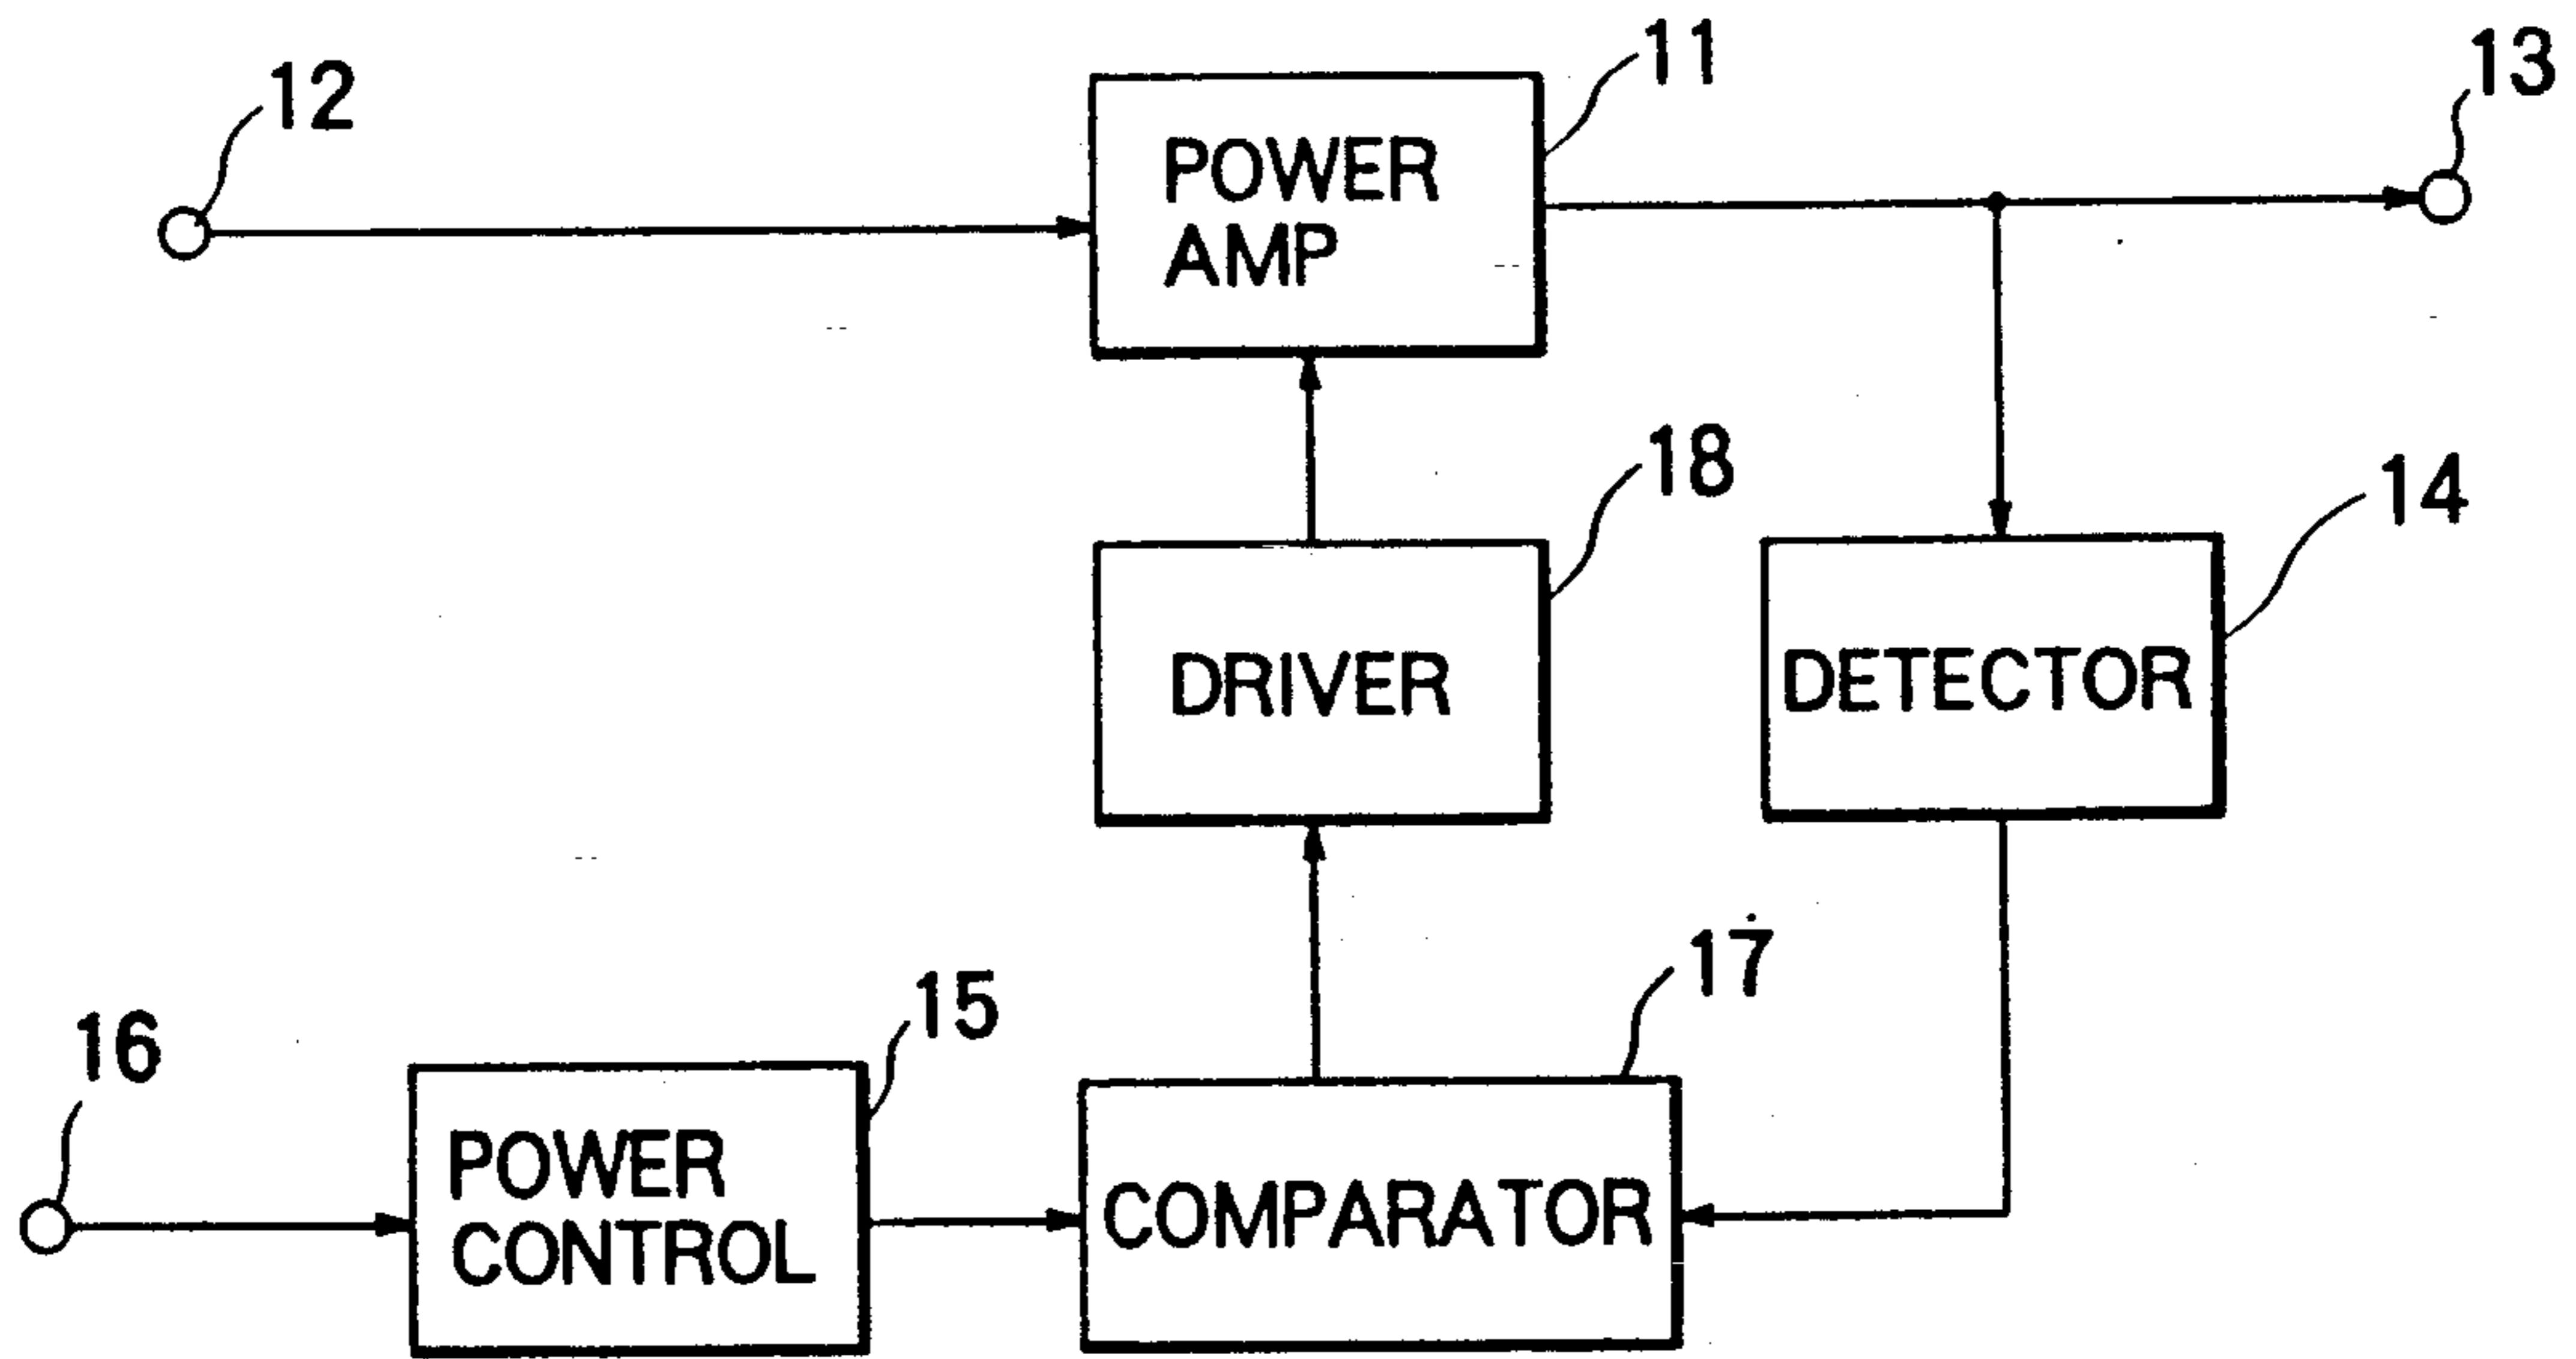 12
11
13
POWER
AMP
18
14
DRIVER
DETECTOR
17
15
16
POWER
CONTROL
COMPARATOR